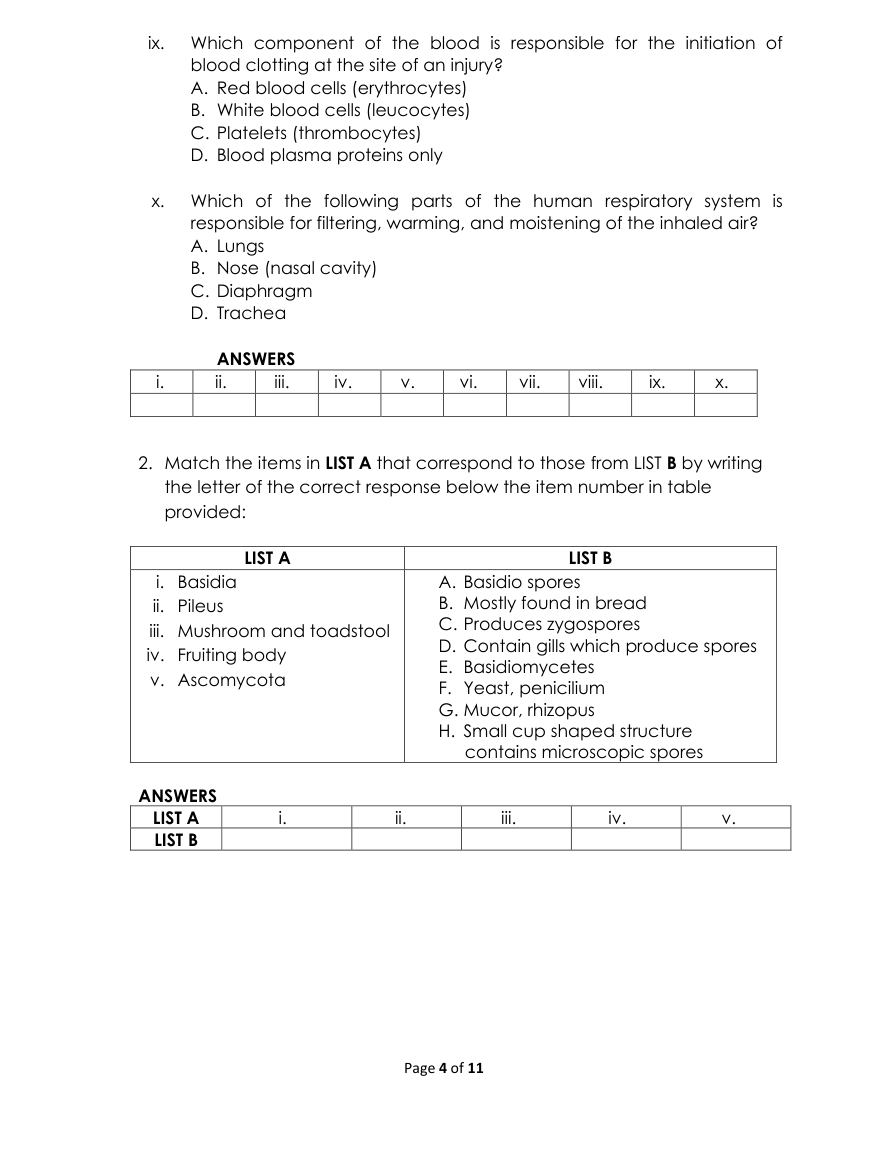 ix. Which component of the blood is responsible for the initiation of
blood clotting at the site of an injury?
A. Red blood cells (erythrocytes)
B. White blood cells (leucocytes)
C. Platelets (thrombocytes)
D. Blood plasma proteins only
x. Which of the following parts of the human respiratory system is
responsible for filtering, warming, and moistening of the inhaled air?
A. Lungs
B. Nose (nasal cavity)
C. Diaphragm
D. Trachea
ANSWERS
i. ii. iii. iv. v. vi. vii. viii. ix. x.
2. Match the items in LIST A that correspond to those from LIST B by writing
the letter of the correct response below the item number in table
provided:
LIST A LIST B
i. Basidia
ii. Pileus
iii. Mushroom and toadstool
iv. Fruiting body
v. Ascomycota
A. Basidio spores
B. Mostly found in bread
C. Produces zygospores
D. Contain gills which produce spores
E. Basidiomycetes
F. Yeast, penicilium
G. Mucor, rhizopus
H. Small cup shaped structure
contains microscopic spores
ANSWERS
LIST A i. ii. iii. iv. v.
LIST B
Page 4 of 11